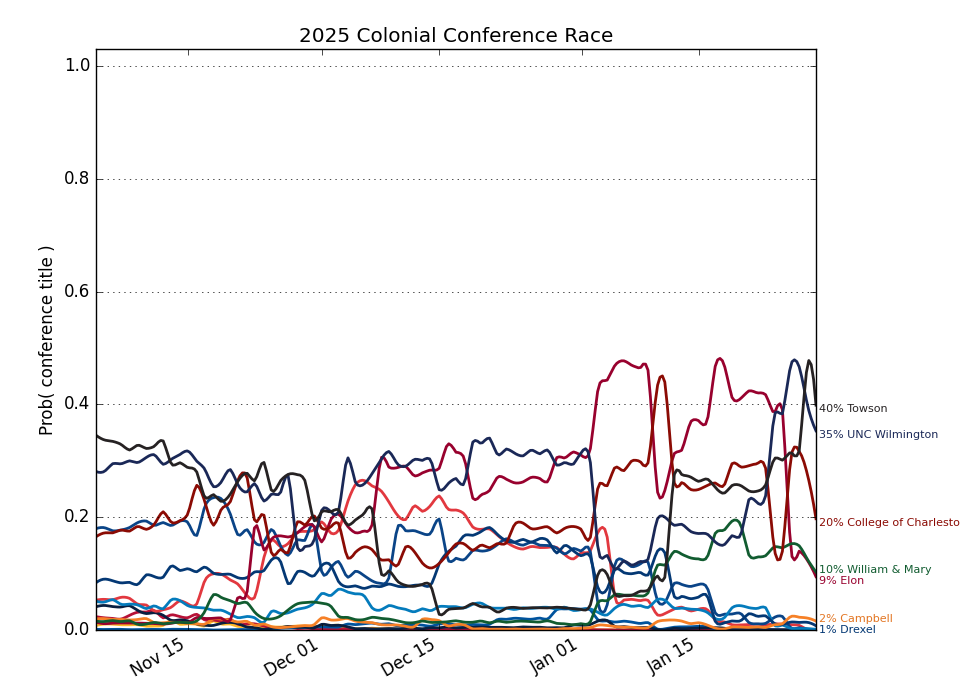 2025 Colonial Conference Race
Prob( conference title )
1.0
0.8
0.6
0.4
0.2
0.0
Nov 15
Dec 01
Dec 15
Jan 01
Jan 15
40% Towson
35% UNC Wilmington
20% College of Charlesto
10% William & Mary
9% Elon
2% Campbell
1% Drexel